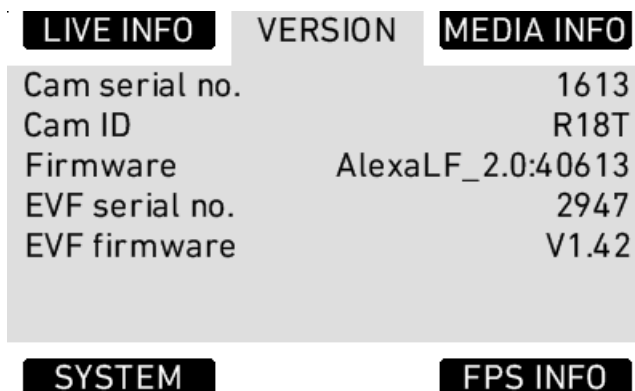 LIVE INFO VERSION MEDIA INFO
Cam serial no. 1613
Cam ID R18T
Firmware AlexaLF_2.0:40613
EVF serial no. 2947
EVF firmware V1.42
SYSTEM FPS INFO